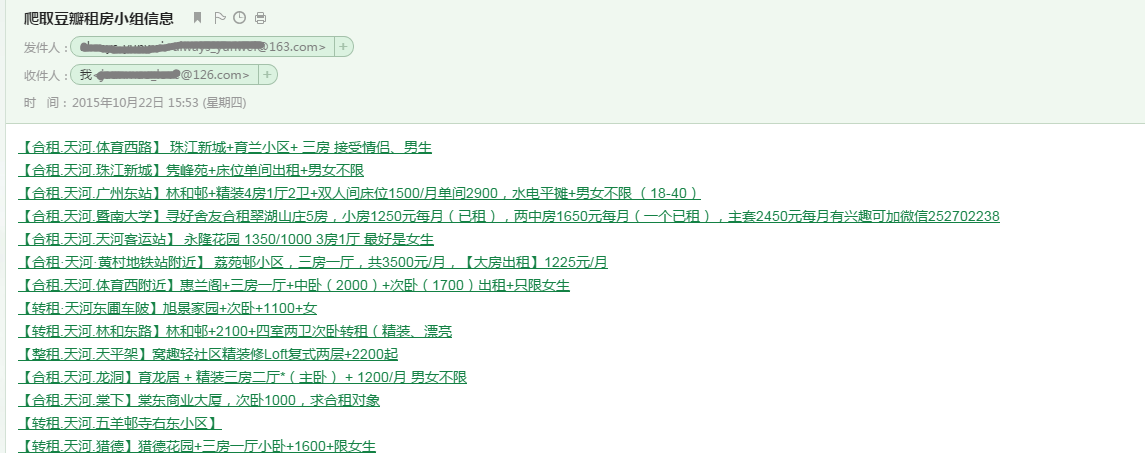 爬取豆瓣租房小组信息
发件人：@163.com> +
收件人：我@126.com> +
时 间：2015年10月22日 15:53 (星期四)
【合租.天河.体育西路】 珠江新城+育兰小区+ 三房 接受情侣、男生
【合租.天河.珠江新城】隽峰苑+床位单间出租+男女不限
【合租.天河.广州东站】林和邨+精装4房1厅2卫+双人间床位1500/月单间2900，水电平摊+男女不限 （18-40）
【合租.天河.暨南大学】寻好舍友合租翠湖山庄5房，小房1250元每月（已租），两中房1650元每月（一个已租），主套2450元每月有兴趣可加微信252702238
【合租.天河.天河客运站】 永隆花园 1350/1000 3房1厅 最好是女生
【合租·天河·黄村地铁站附近】 荔苑邨小区，三房一厅，共3500元/月，【大房出租】1225元/月
【合租.天河.体育西附近】惠兰阁+三房一厅+中卧（2000）+次卧（1700）出租+只限女生
【转租·天河东圃车陂】旭景家园+次卧+1100+女
【转租.天河.林和东路】林和邨+2100+四室两卫次卧转租（精装、漂亮
【整租.天河.天平架】窝趣轻社区精装修Loft复式两层+2200起
【合租.天河.龙洞】育龙居 + 精装三房二厅*（主卧） + 1200/月 男女不限
【合租.天河.棠下】棠东商业大厦，次卧1000，求合租对象
【转租.天河.五羊邨寺右东小区】
【转租.天河.猎德】猎德花园+三房一厅小卧+1600+限女生